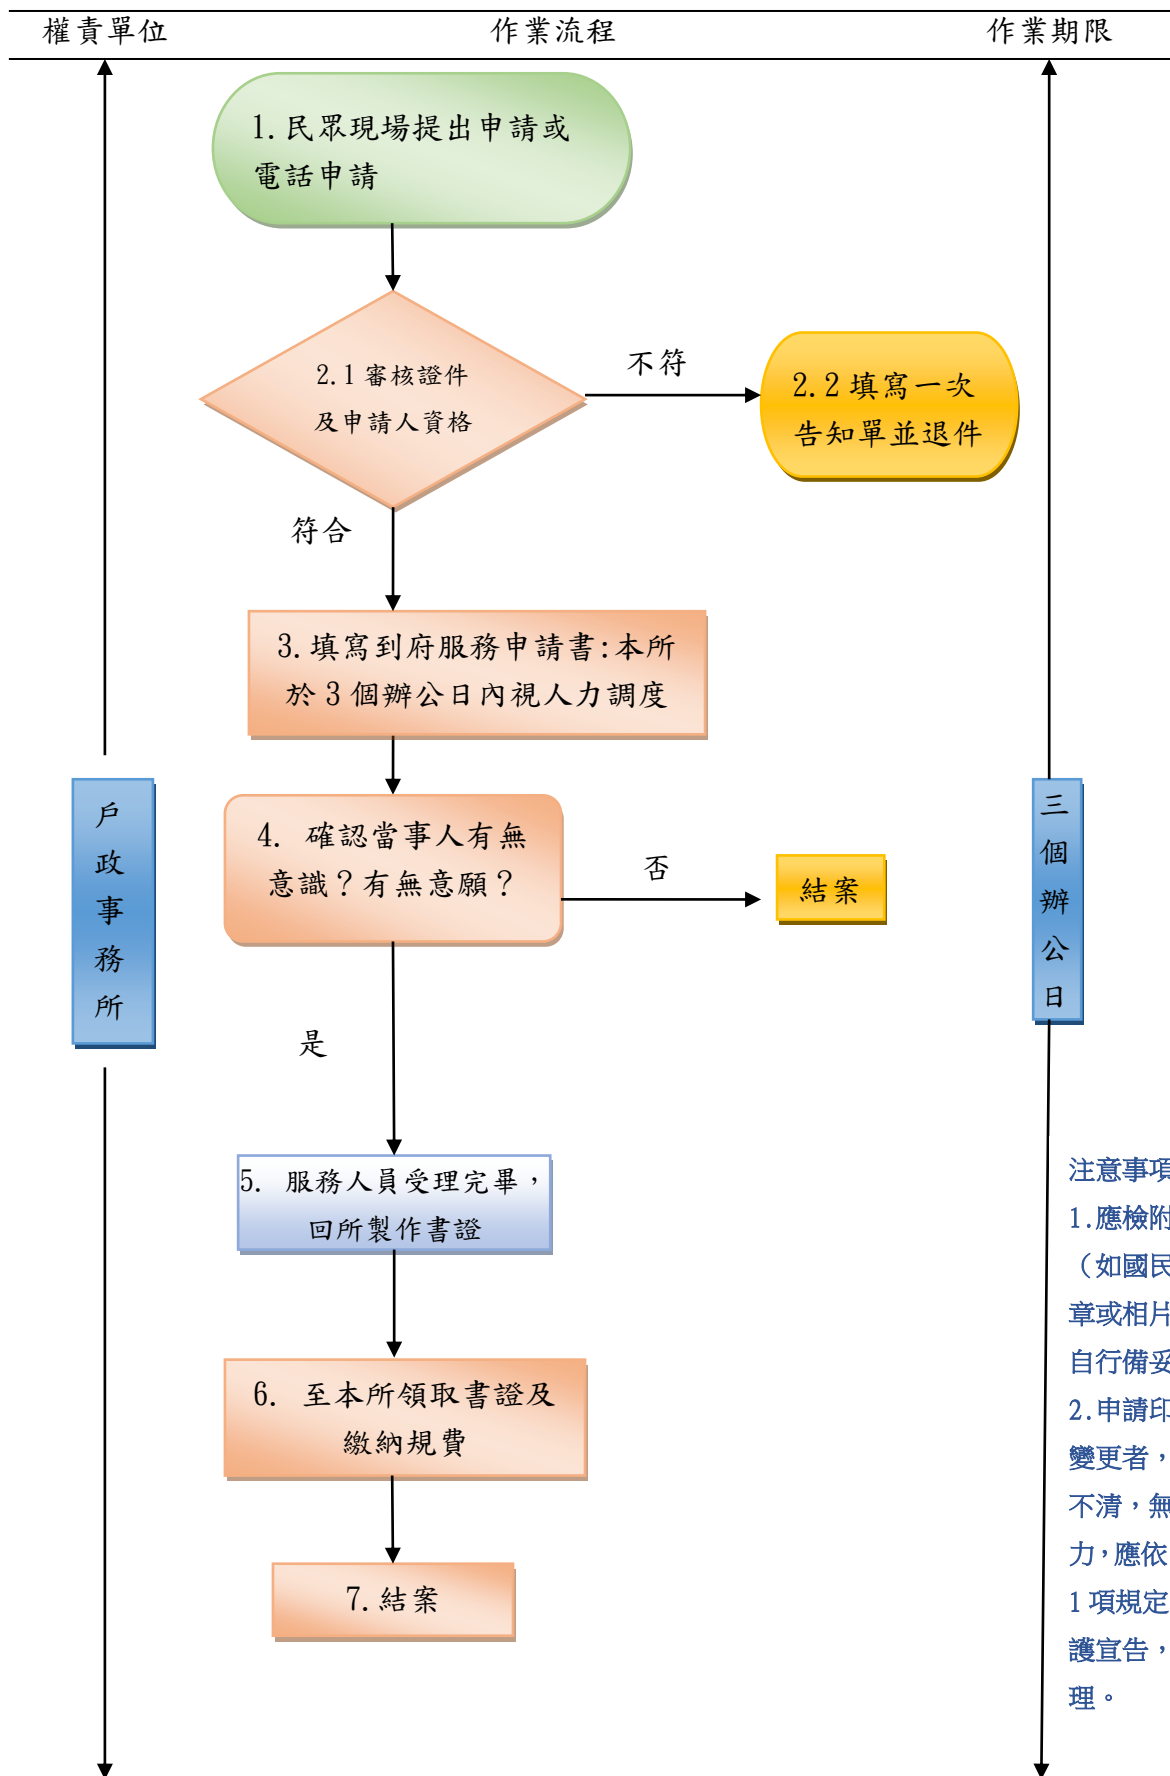 權責單位 作業流程 作業期限
1.民眾現場提出申請或
電話申請
2.1 審核證件
及申請人資格
不符
2.2 填寫一次
告知單並退件
符合
3.填寫到府服務申請書:本所
於 3 個辦公日內視人力調度
4. 確認當事人有無
意識？有無意願？
否
結案
是
戶政事務所
三個辦公日
5. 服務人員受理完畢，
回所製作書證
6. 至本所領取書證及
繳納規費
7.結案
注意事項
1.應檢附
（如國民
章或相片
自行備妥
2.申請印
變更者，
不清，無
力，應依
1 項規定
護宣告，
理。